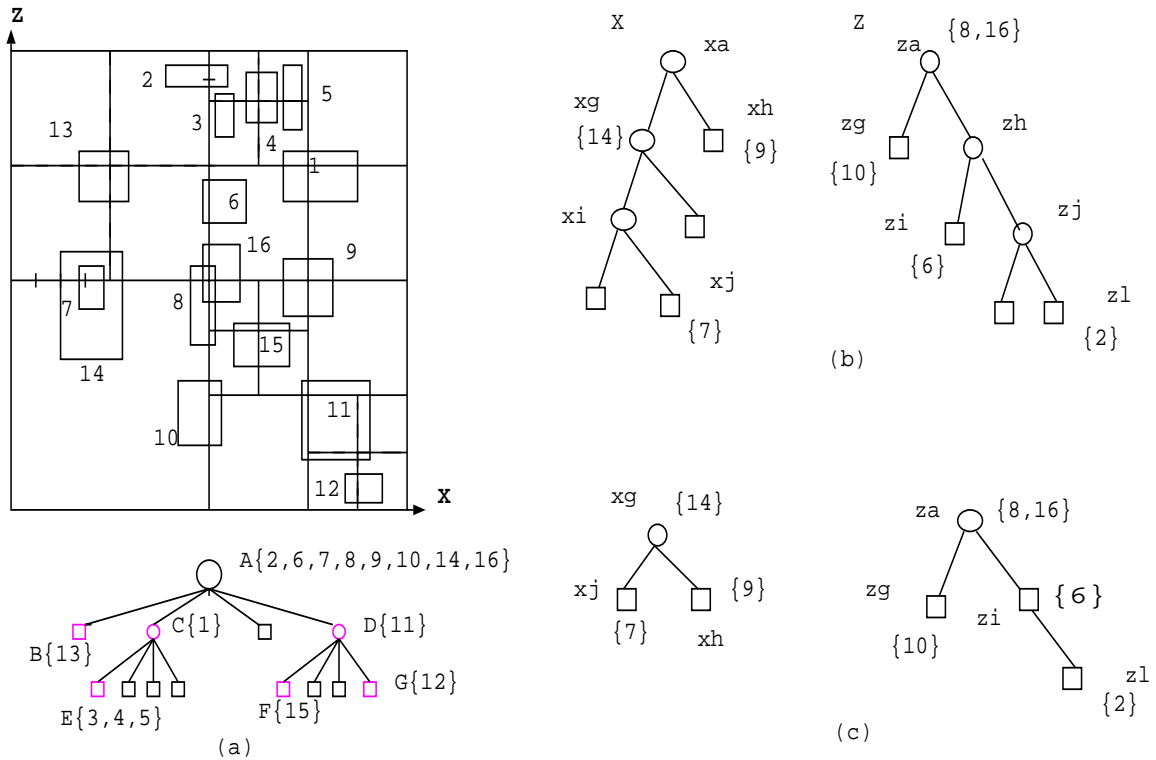 Z
2
5
3
4
13
1
6
16
9
7
8
15
14
11
10
12
X
A{2,6,7,8,9,10,14,16}
C{1}
D{11}
B{13}
G{12}
E{3,4,5}
F{15}
(a)
X
xa
xg
xh
{14}
{9}
xi
xj
{7}
Z
za
{8,16}
zg
zh
{10}
zi
zj
{6}
zl
{2}
(b)
xg
{14}
xj
{9}
{7}
xh
za
{8,16}
zg
{6}
zi
{10}
zl
{2}
(c)